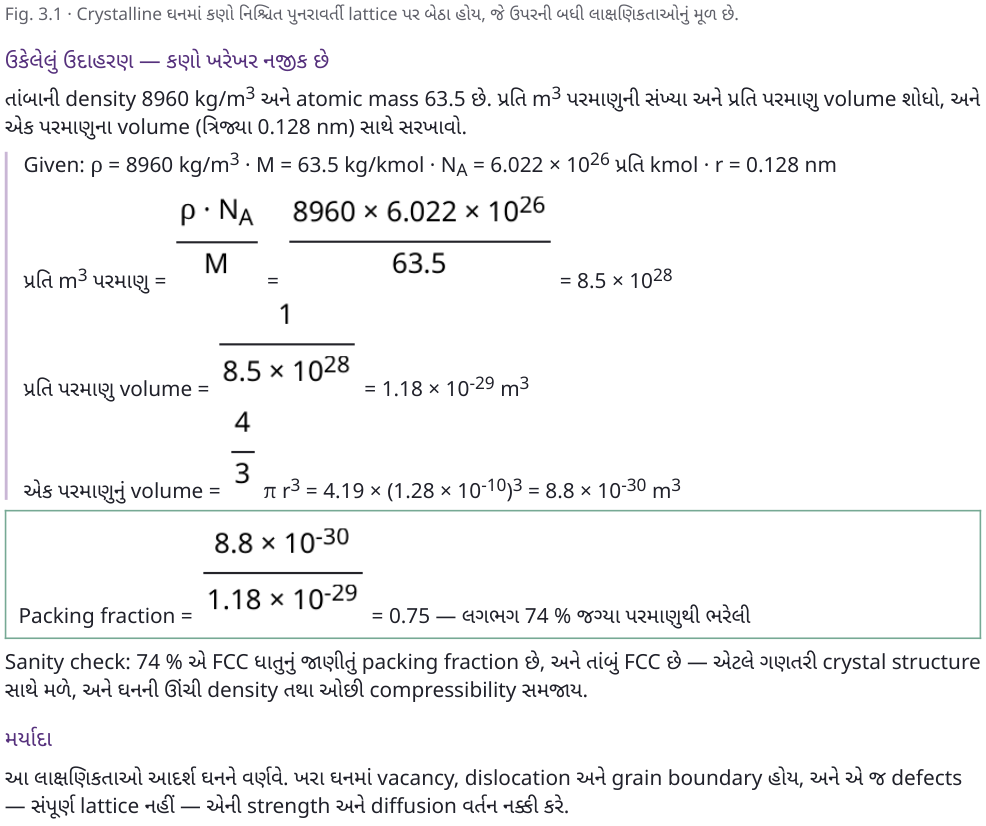 Fig. 3.1 · Crystalline ઘનમાં કણો નિશ્ચિત પુનરાવર્તી lattice પર બેઠા હોય, જે ઉપરની બધી લાક્ષણિકતાઓનું મૂળ છે.
ઉકેલેલું ઉદાહરણ — કણો ખરેખર નજીક છે
તાંબાની density 8960 kg/m³ અને atomic mass 63.5 છે. પ્રતિ m³ પરમાણુની સંખ્યા અને પ્રતિ પરમાણુ volume શોધો, અને
એક પરમાણુના volume (ત્રિજ્યા 0.128 nm) સાથે સરખાવો.
Given: ρ = 8960 kg/m³ · M = 63.5 kg/kmol · N_A = 6.022 × 10²⁶ પ્રતિ kmol · r = 0.128 nm
પ્રતિ m³ પરમાણુ = ρ · N_A / M = 8960 × 6.022 × 10²⁶ / 63.5 = 8.5 × 10²⁸
પ્રતિ પરમાણુ volume = 1 / 8.5 × 10²⁸ = 1.18 × 10⁻²⁹ m³
એક પરમાણુનું volume = 4 / 3 π r³ = 4.19 × (1.28 × 10⁻¹⁰)³ = 8.8 × 10⁻³⁰ m³
Packing fraction = 8.8 × 10⁻³⁰ / 1.18 × 10⁻²⁹ = 0.75 — લગભગ 74 % જગ્યા પરમાણુથી ભરેલી
Sanity check: 74 % એ FCC ધાતુનું જાણીતું packing fraction છે, અને તાંબું FCC છે — એટલે ગણતરી crystal structure
સાથે મળે, અને ઘનની ઊંચી density તથા ઓછી compressibility સમજાય.
મર્યાદા
આ લાક્ષણિકતાઓ આદર્શ ઘનને વર્ણવે. ખરા ઘનમાં vacancy, dislocation અને grain boundary હોય, અને એ જ defects
— સંપૂર્ણ lattice નહીં — એની strength અને diffusion વર્તન નક્કી કરે.